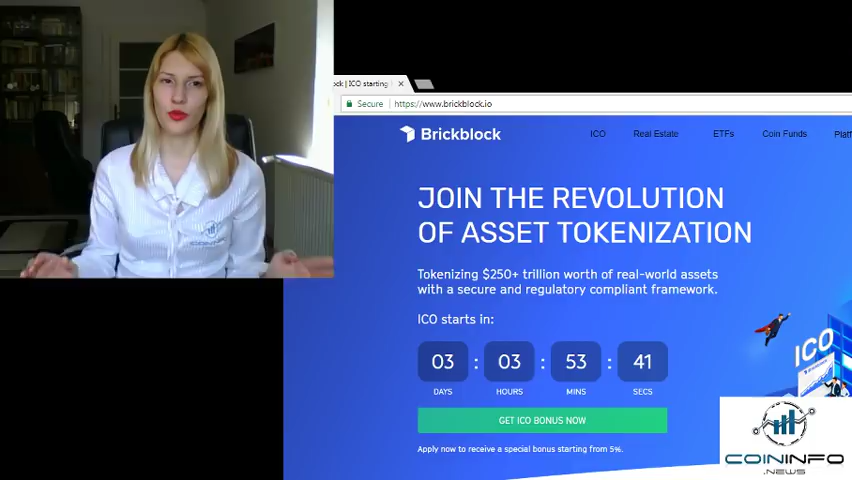 ock | ICO starting
Secure
https://www.brickblock.io
Brickblock
ICO
Real Estate
ETFs
Coin Funds
Platf
JOIN THE REVOLUTION
OF ASSET TOKENIZATION
Tokenizing $250+ trillion worth of real-world assets
with a secure and regulatory compliant framework.
ICO starts in:
03 : 03 : 53 : 41
DAYS HOURS MINS SECS
GET ICO BONUS NOW
Apply now to receive a special bonus starting from 5%.
ICO
COININFO
.NEWS
COININFO